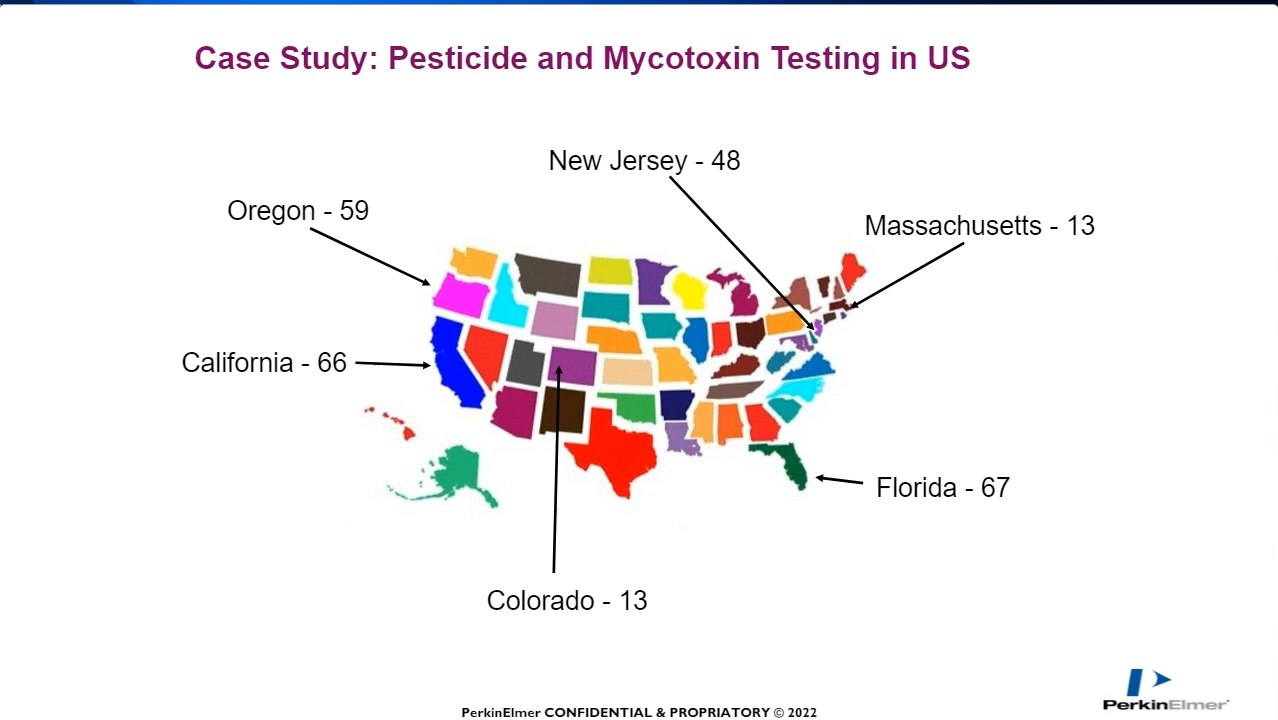 Case Study: Pesticide and Mycotoxin Testing in US
New Jersey - 48
Oregon - 59
Massachusetts - 13
California - 66
Florida - 67
Colorado - 13
PerkinElmer
PerkinElmer CONFIDENTIAL & PROPRIATORY © 2022